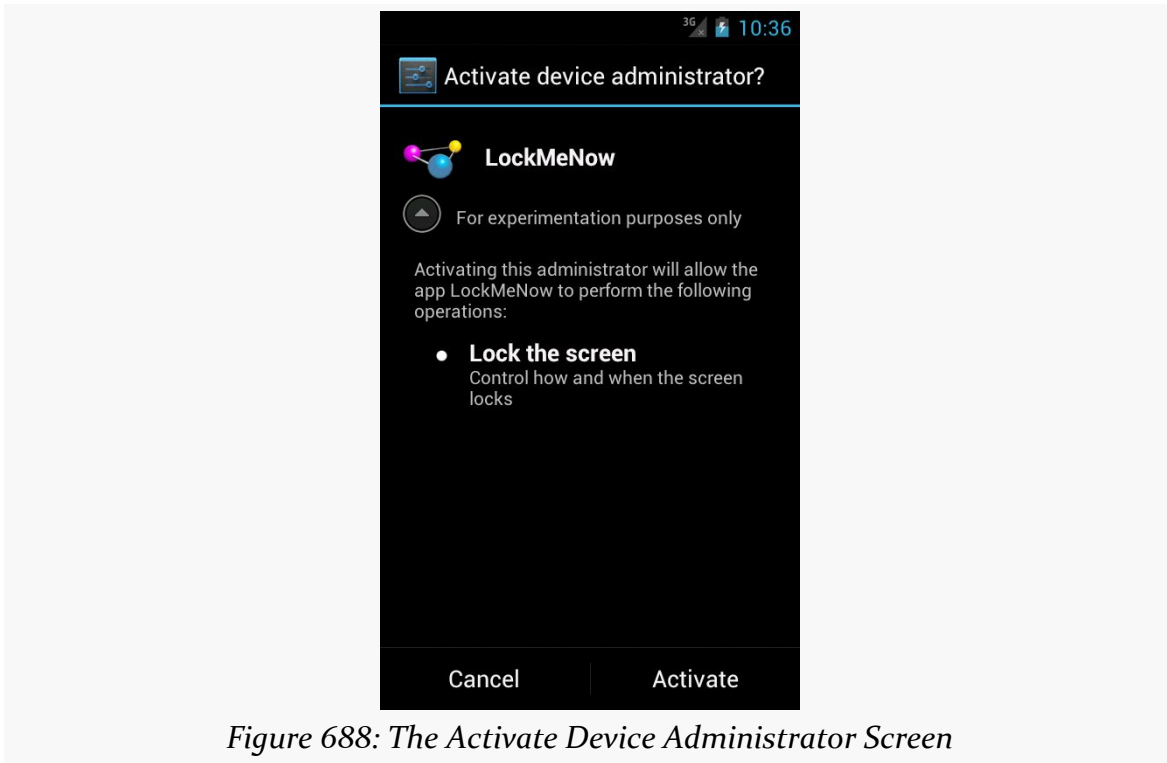 3G 10:36
Activate device administrator?
LockMeNow
For experimentation purposes only
Activating this administrator will allow the
app LockMeNow to perform the following
operations:
Lock the screen
Control how and when the screen
locks
Cancel Activate
Figure 688: The Activate Device Administrator Screen